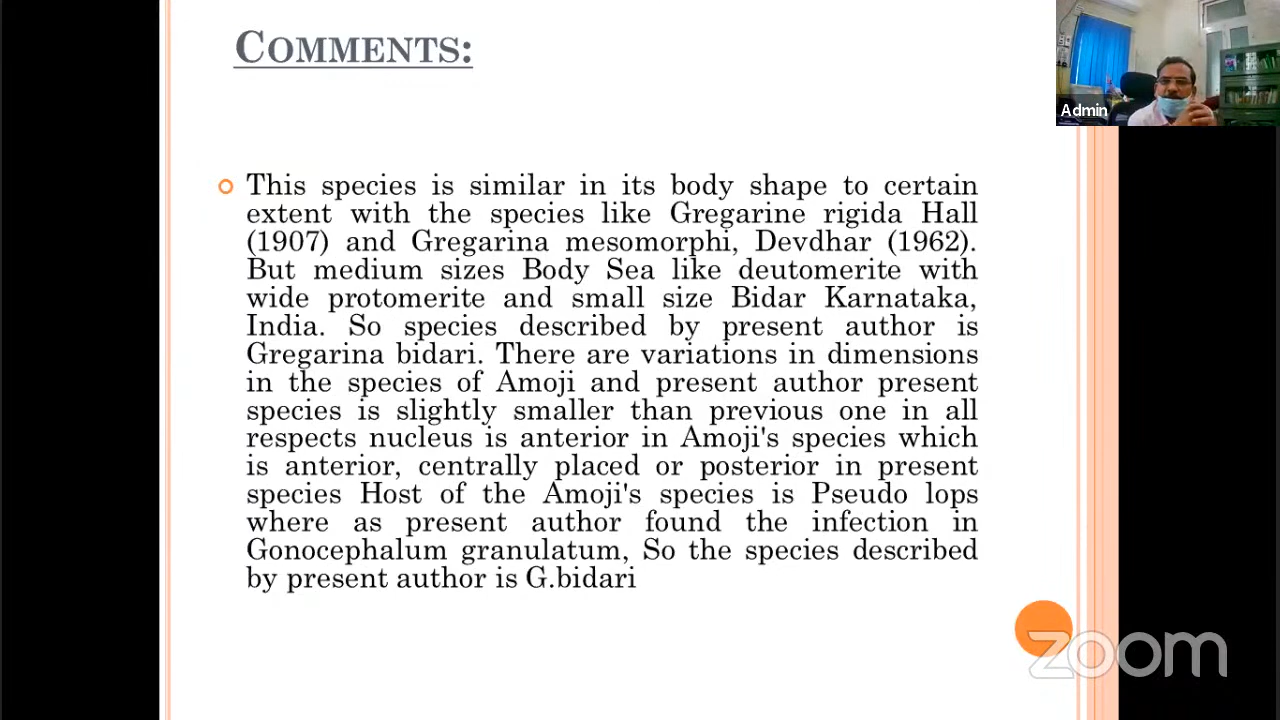 COMMENTS:
This species is similar in its body shape to certain
extent with the species like Gregarine rigida Hall
(1907) and Gregarina mesomorphi, Devdhar (1962).
But medium sizes Body Sea like deutomerite with
wide protomerite and small size Bidar Karnataka,
India. So species described by present author is
Gregarina bidari. There are variations in dimensions
in the species of Amoji and present author present
species is slightly smaller than previous one in all
respects nucleus is anterior in Amoji's species which
is anterior, centrally placed or posterior in present
species Host of the Amoji's species is Pseudo lops
where as present author found the infection in
Gonocephalum granulatum, So the species described
by present author is G.bidari
Admin
zoom